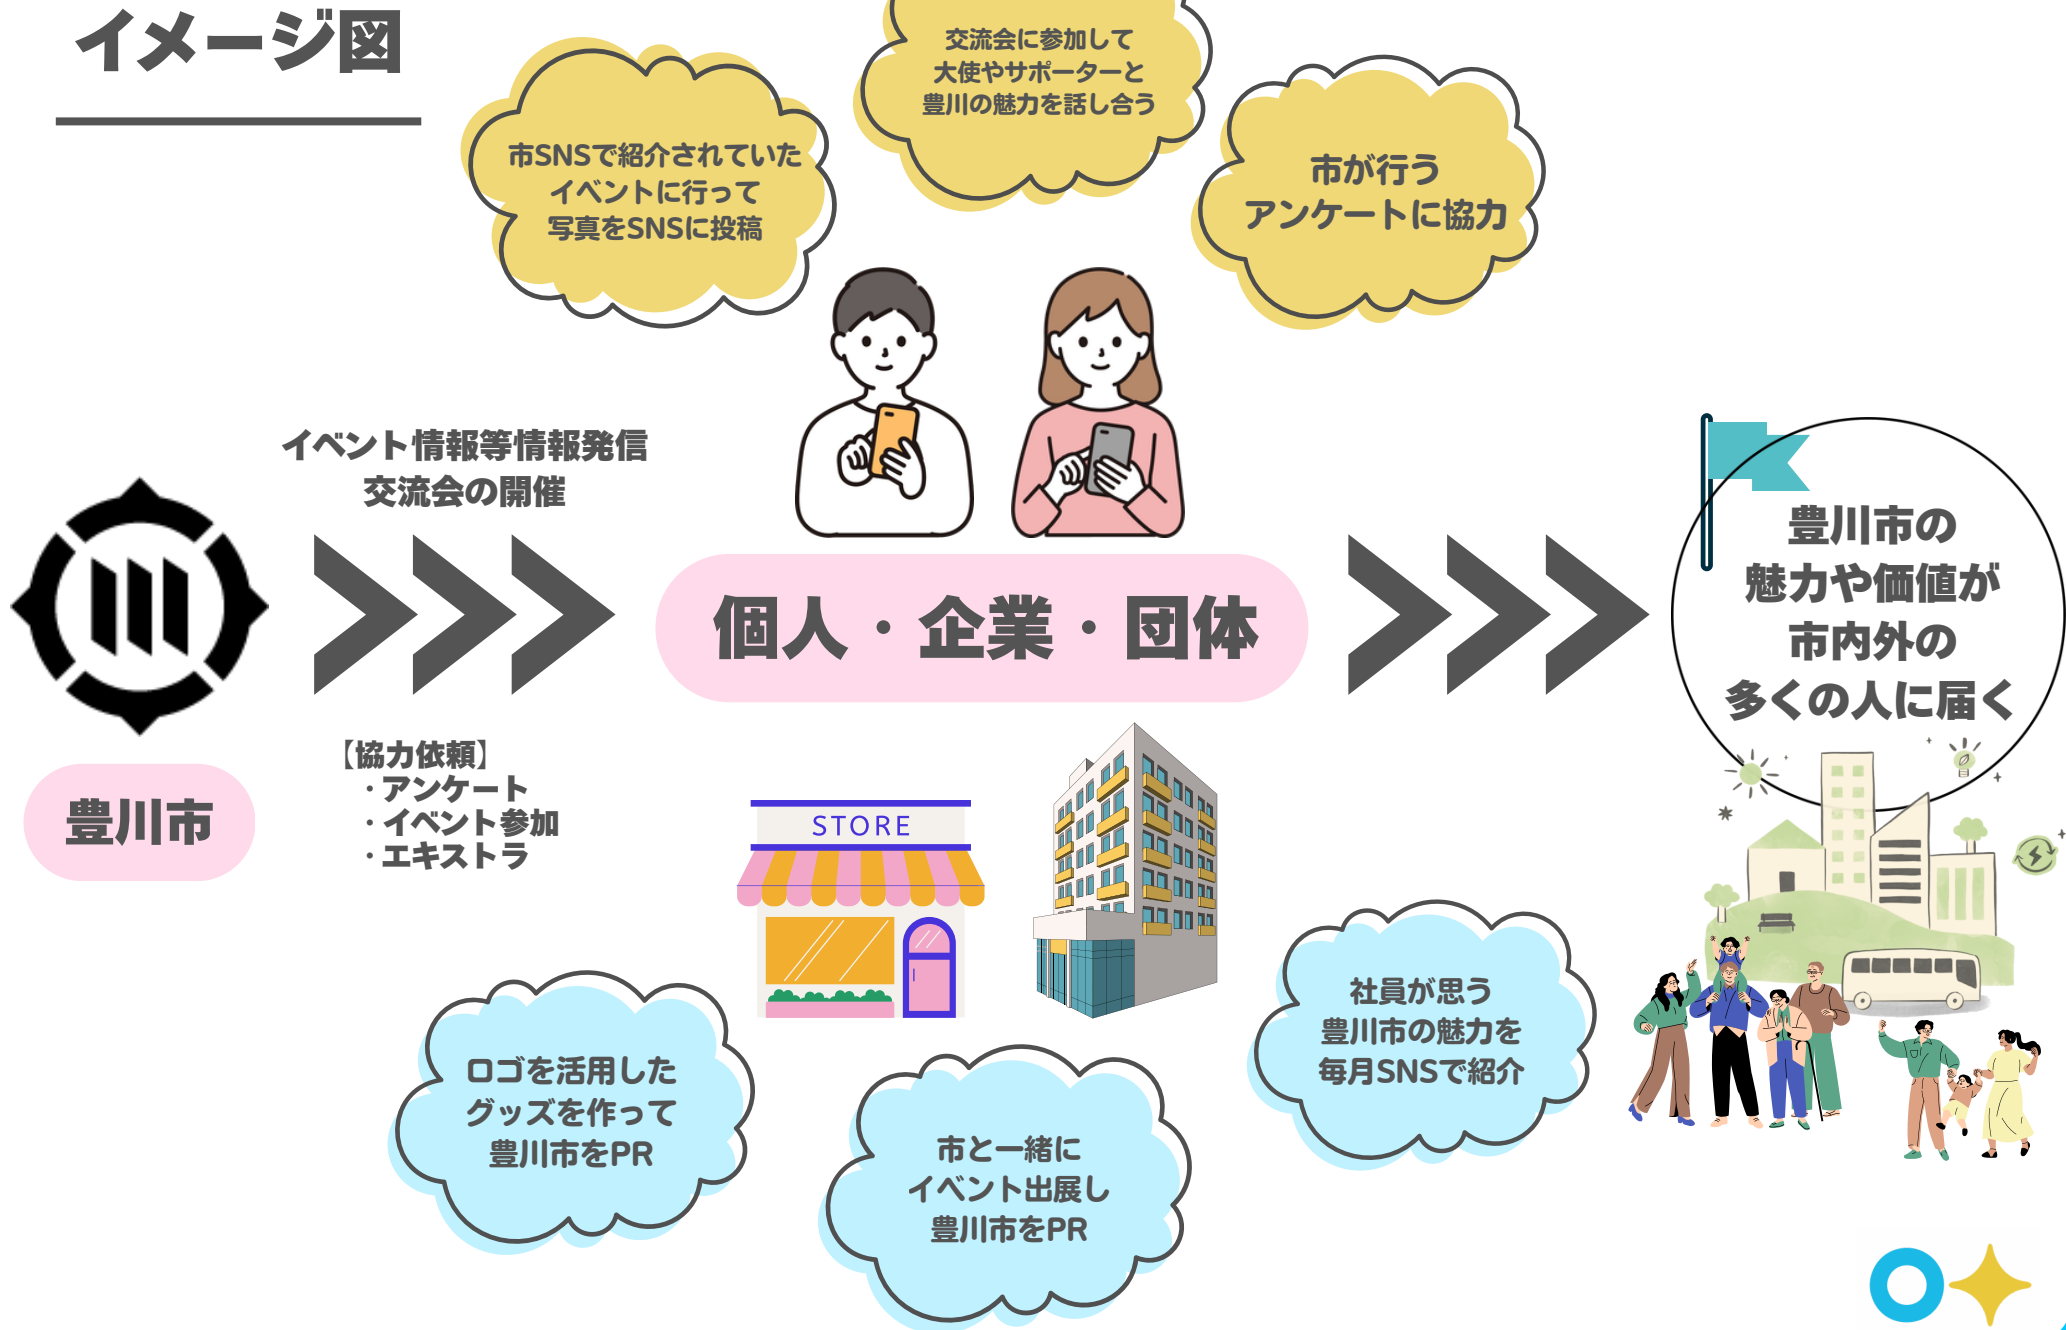 イメージ図
市SNSで紹介されていた
イベントに行って
写真をSNSに投稿
交流会に参加して
大使やサポーターと
豊川の魅力を話し合う
市が行う
アンケートに協力
イベント情報等情報発信
交流会の開催
豊川市
【協力依頼】
・アンケート
・イベント参加
・エキストラ
個人・企業・団体
豊川市の
魅力や価値が
市内外の
多くの人に届く
STORE
ロゴを活用した
グッズを作って
豊川市をPR
市と一緒に
イベント出展し
豊川市をPR
社員が思う
豊川市の魅力を
毎月SNSで紹介